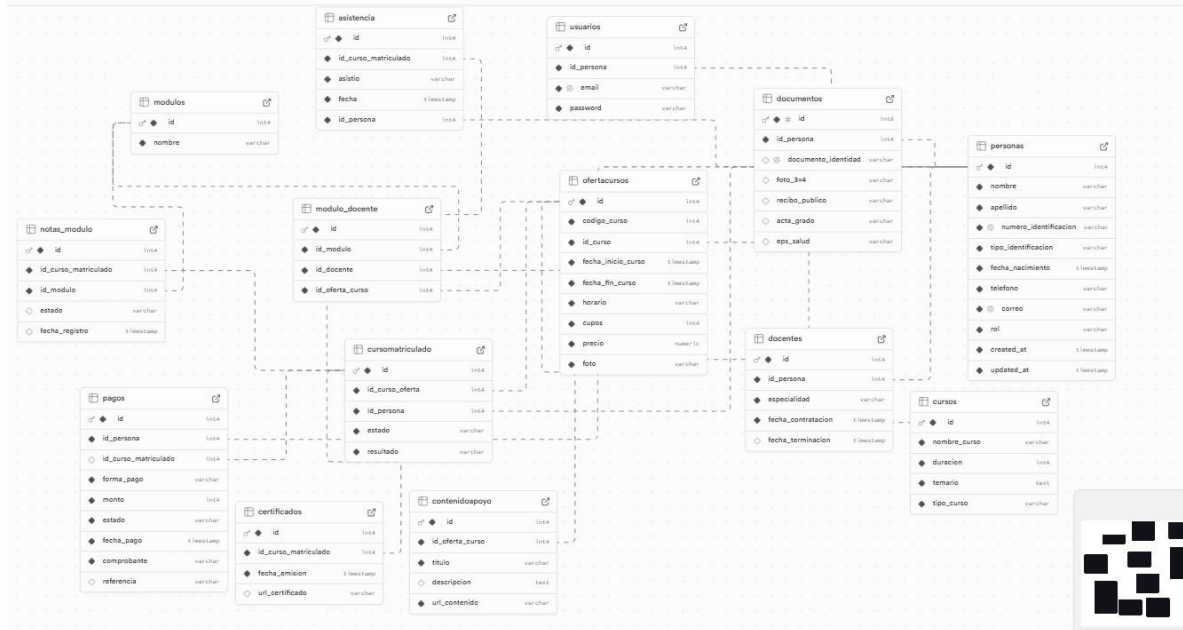 asistencia
id int4
id_curso_matriculado int4
asistio varchar
fecha timestamp
id_persona int4
usuarios
id int4
id_persona int4
email varchar
password varchar
modulos
id int4
nombre varchar
documentos
id int8
id_persona int4
documento_identidad varchar
foto_3x4 varchar
recibo_publico varchar
acta_grado varchar
eps_salud varchar
personas
id int4
nombre varchar
apellido varchar
numero_identificacion varchar
tipo_identificacion varchar
fecha_nacimiento timestamp
telefono varchar
correo varchar
rol varchar
created_at timestamp
updated_at timestamp
ofertacursos
id int4
codigo_curso int4
id_curso int4
fecha_inicio_curso timestamp
fecha_fin_curso timestamp
horario varchar
cupos int4
precio numeric
foto varchar
modulo_docente
id int4
id_modulo int4
id_docente int4
id_oferta_curso int4
notas_modulo
id int4
id_curso_matriculado int4
id_modulo int4
estado varchar
fecha_registro timestamp
cursomatriculado
id int4
id_curso_oferta int4
id_persona int4
estado varchar
resultado varchar
docentes
id int4
id_persona int4
especialidad varchar
fecha_contratacion timestamp
fecha_terminacion timestamp
pagos
id int4
id_persona int4
id_curso_matriculado int4
forma_pago varchar
monto int4
estado varchar
fecha_pago timestamp
comprobante varchar
referencia varchar
cursos
id int4
nombre_curso varchar
duracion int4
temario text
tipo_curso varchar
certificados
id int4
id_curso_matriculado int4
fecha_emision timestamp
url_certificado varchar
contenidoapoyo
id int4
id_oferta_curso int4
titulo varchar
descripcion text
url_contenido varchar